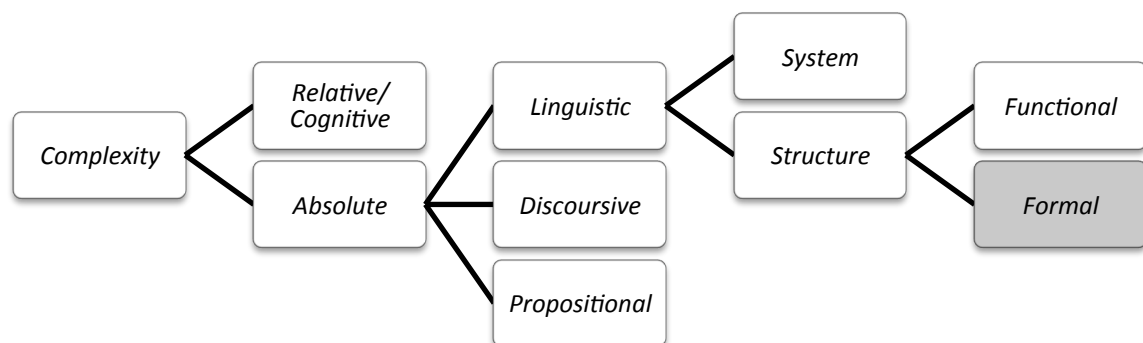 Complexity
Relative/
Cognitive
Absolute
Linguistic
Discoursive
Propositional
System
Structure
Functional
Formal